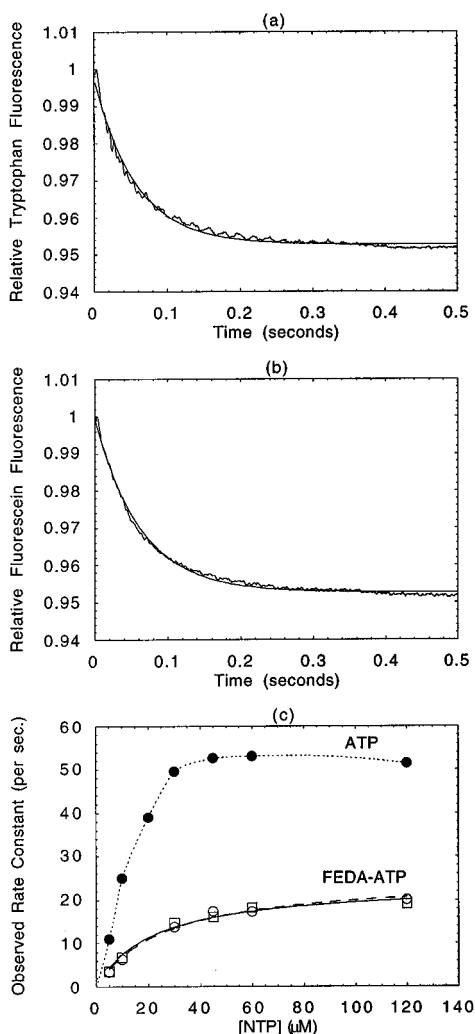 (a)
Relative Tryptophan Fluorescence
1.01
1
0.99
0.98
0.97
0.96
0.95
0.94
0 0.1 0.2 0.3 0.4 0.5
Time (seconds)
(b)
Relative Fluorescein Fluorescence
1.01
1
0.99
0.98
0.97
0.96
0.95
0.94
0 0.1 0.2 0.3 0.4 0.5
Time (seconds)
(c)
Observed Rate Constant (per sec.)
60
50
40
30
20
10
0
ATP
FEDA-ATP
0 20 40 60 80 100 120 140
[NTP] (μM)